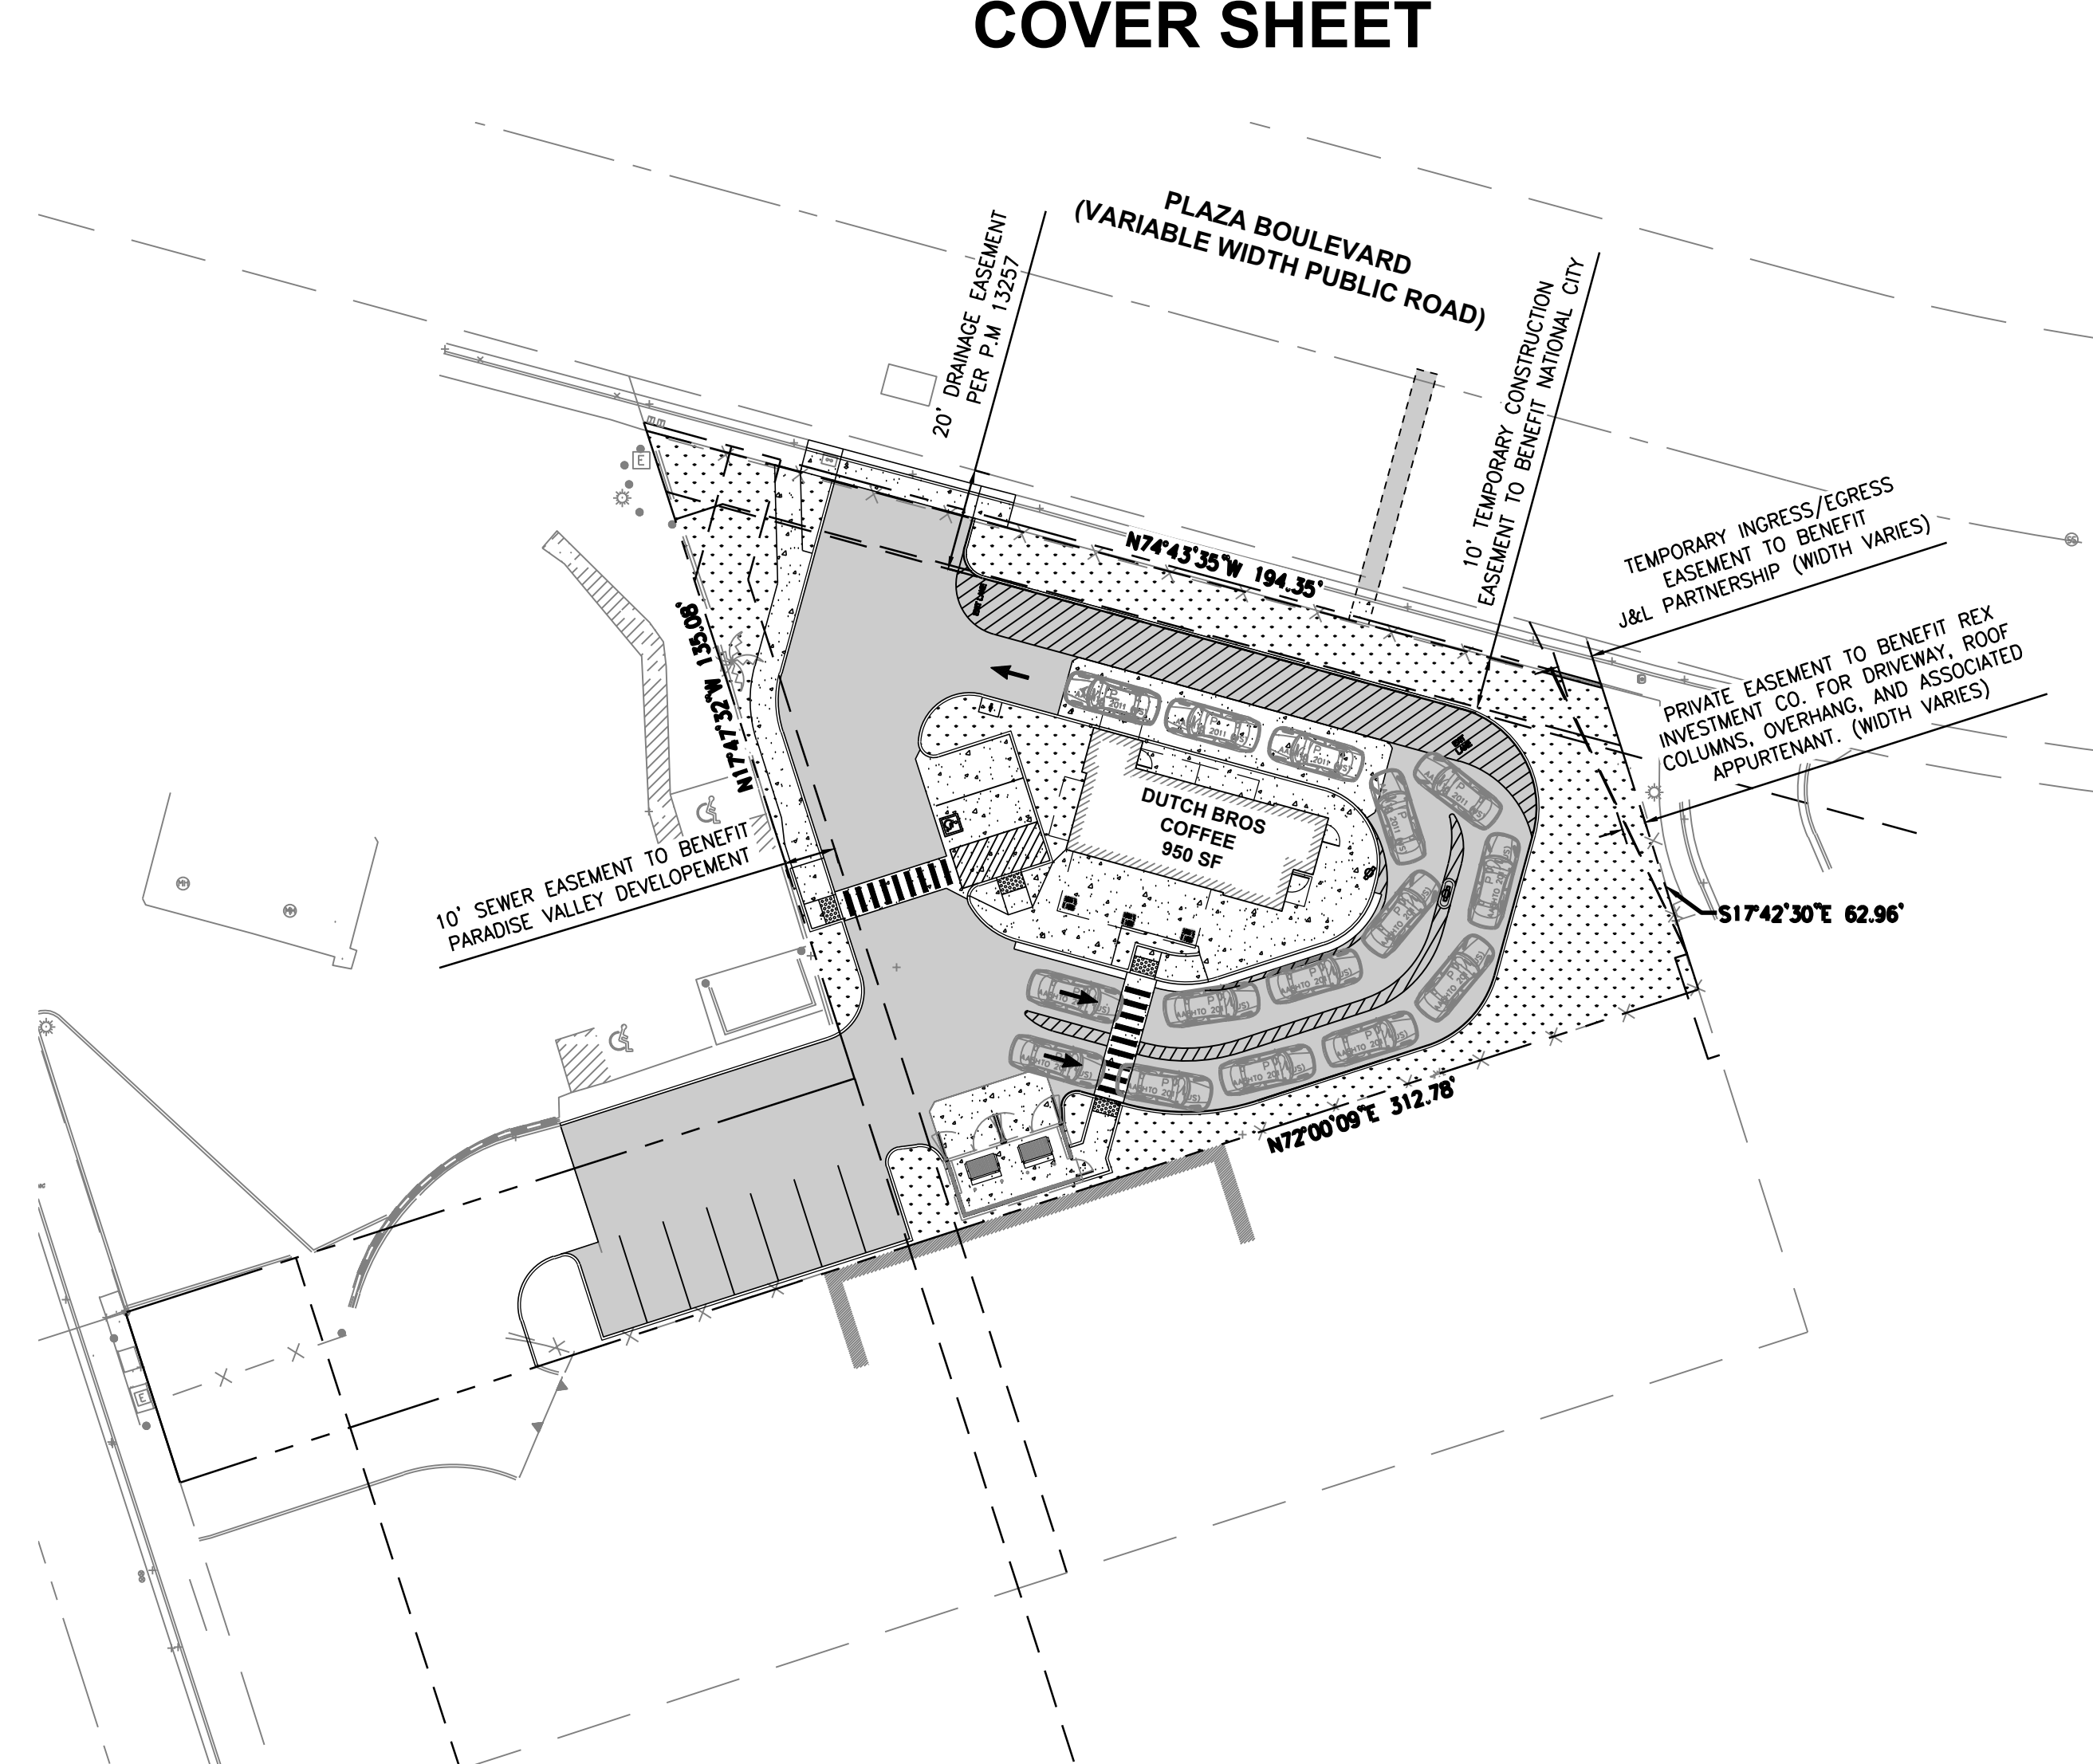 COVER SHEET
PLAZA BOULEVARD
(VARIABLE WIDTH PUBLIC ROAD)
20' DRAINAGE EASEMENT
PER P.M 13257
10' TEMPORARY CONSTRUCTION
EASEMENT TO BENEFIT NATIONAL CITY
TEMPORARY INGRESS/EGRESS
EASEMENT TO BENEFIT
J&L PARTNERSHIP (WIDTH VARIES)
PRIVATE EASEMENT TO BENEFIT REX
INVESTMENT CO. FOR DRIVEWAY, ROOF
COLUMNS, OVERHANG, AND ASSOCIATED
APPURTENANT. (WIDTH VARIES)
N74°43'35"W 194.35'
N17°47'32"W 135.08'
S17°42'30"E 62.96'
N72°00'09"E 312.78'
DUTCH BROS
COFFEE
950 SF
10' SEWER EASEMENT TO BENEFIT
PARADISE VALLEY DEVELOPEMENT
E
E